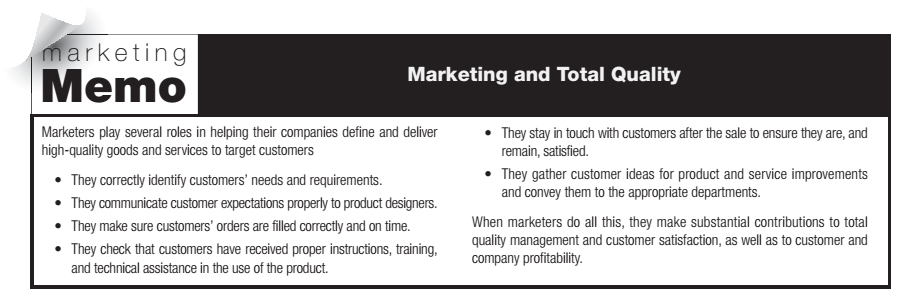 marketing
Memo
Marketing and Total Quality
Marketers play several roles in helping their companies define and deliver
high-quality goods and services to target customers
• They correctly identify customers' needs and requirements.
• They communicate customer expectations properly to product designers.
• They make sure customers' orders are filled correctly and on time.
• They check that customers have received proper instructions, training,
and technical assistance in the use of the product.
• They stay in touch with customers after the sale to ensure they are, and
remain, satisfied.
• They gather customer ideas for product and service improvements
and convey them to the appropriate departments.
When marketers do all this, they make substantial contributions to total
quality management and customer satisfaction, as well as to customer and
company profitability.